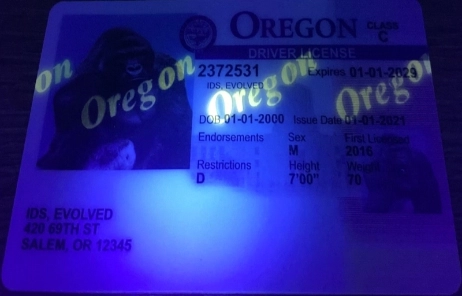 OREGON CLASS
C
DRIVER LICENSE
2372531 Expires 01-01-2029
IDS, EVOLVED
on Oregon Oregon Oregon
DOB 01-01-2000 Issue Date 01-01-2021
Endorsements Sex First Licensed
M 2016
Restrictions Height Weight
D 7'00" 70
IDS, EVOLVED
420 69TH ST
SALEM, OR 12345